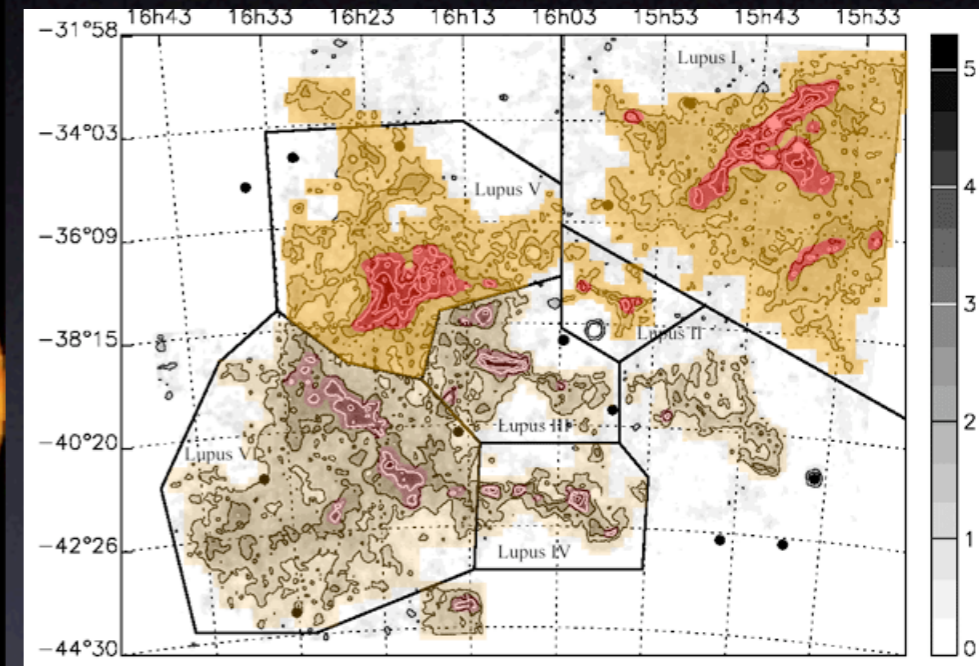 16h43 16h33 16h23 16h13 16h03 15h53 15h43 15h33
−31°58
Lupus I
5
−34°03
4
Lupus V
−36°09
3
Lupus II
−38°15
2
Lupus III
−40°20
Lupus V
1
−42°26
Lupus IV
−44°30
0